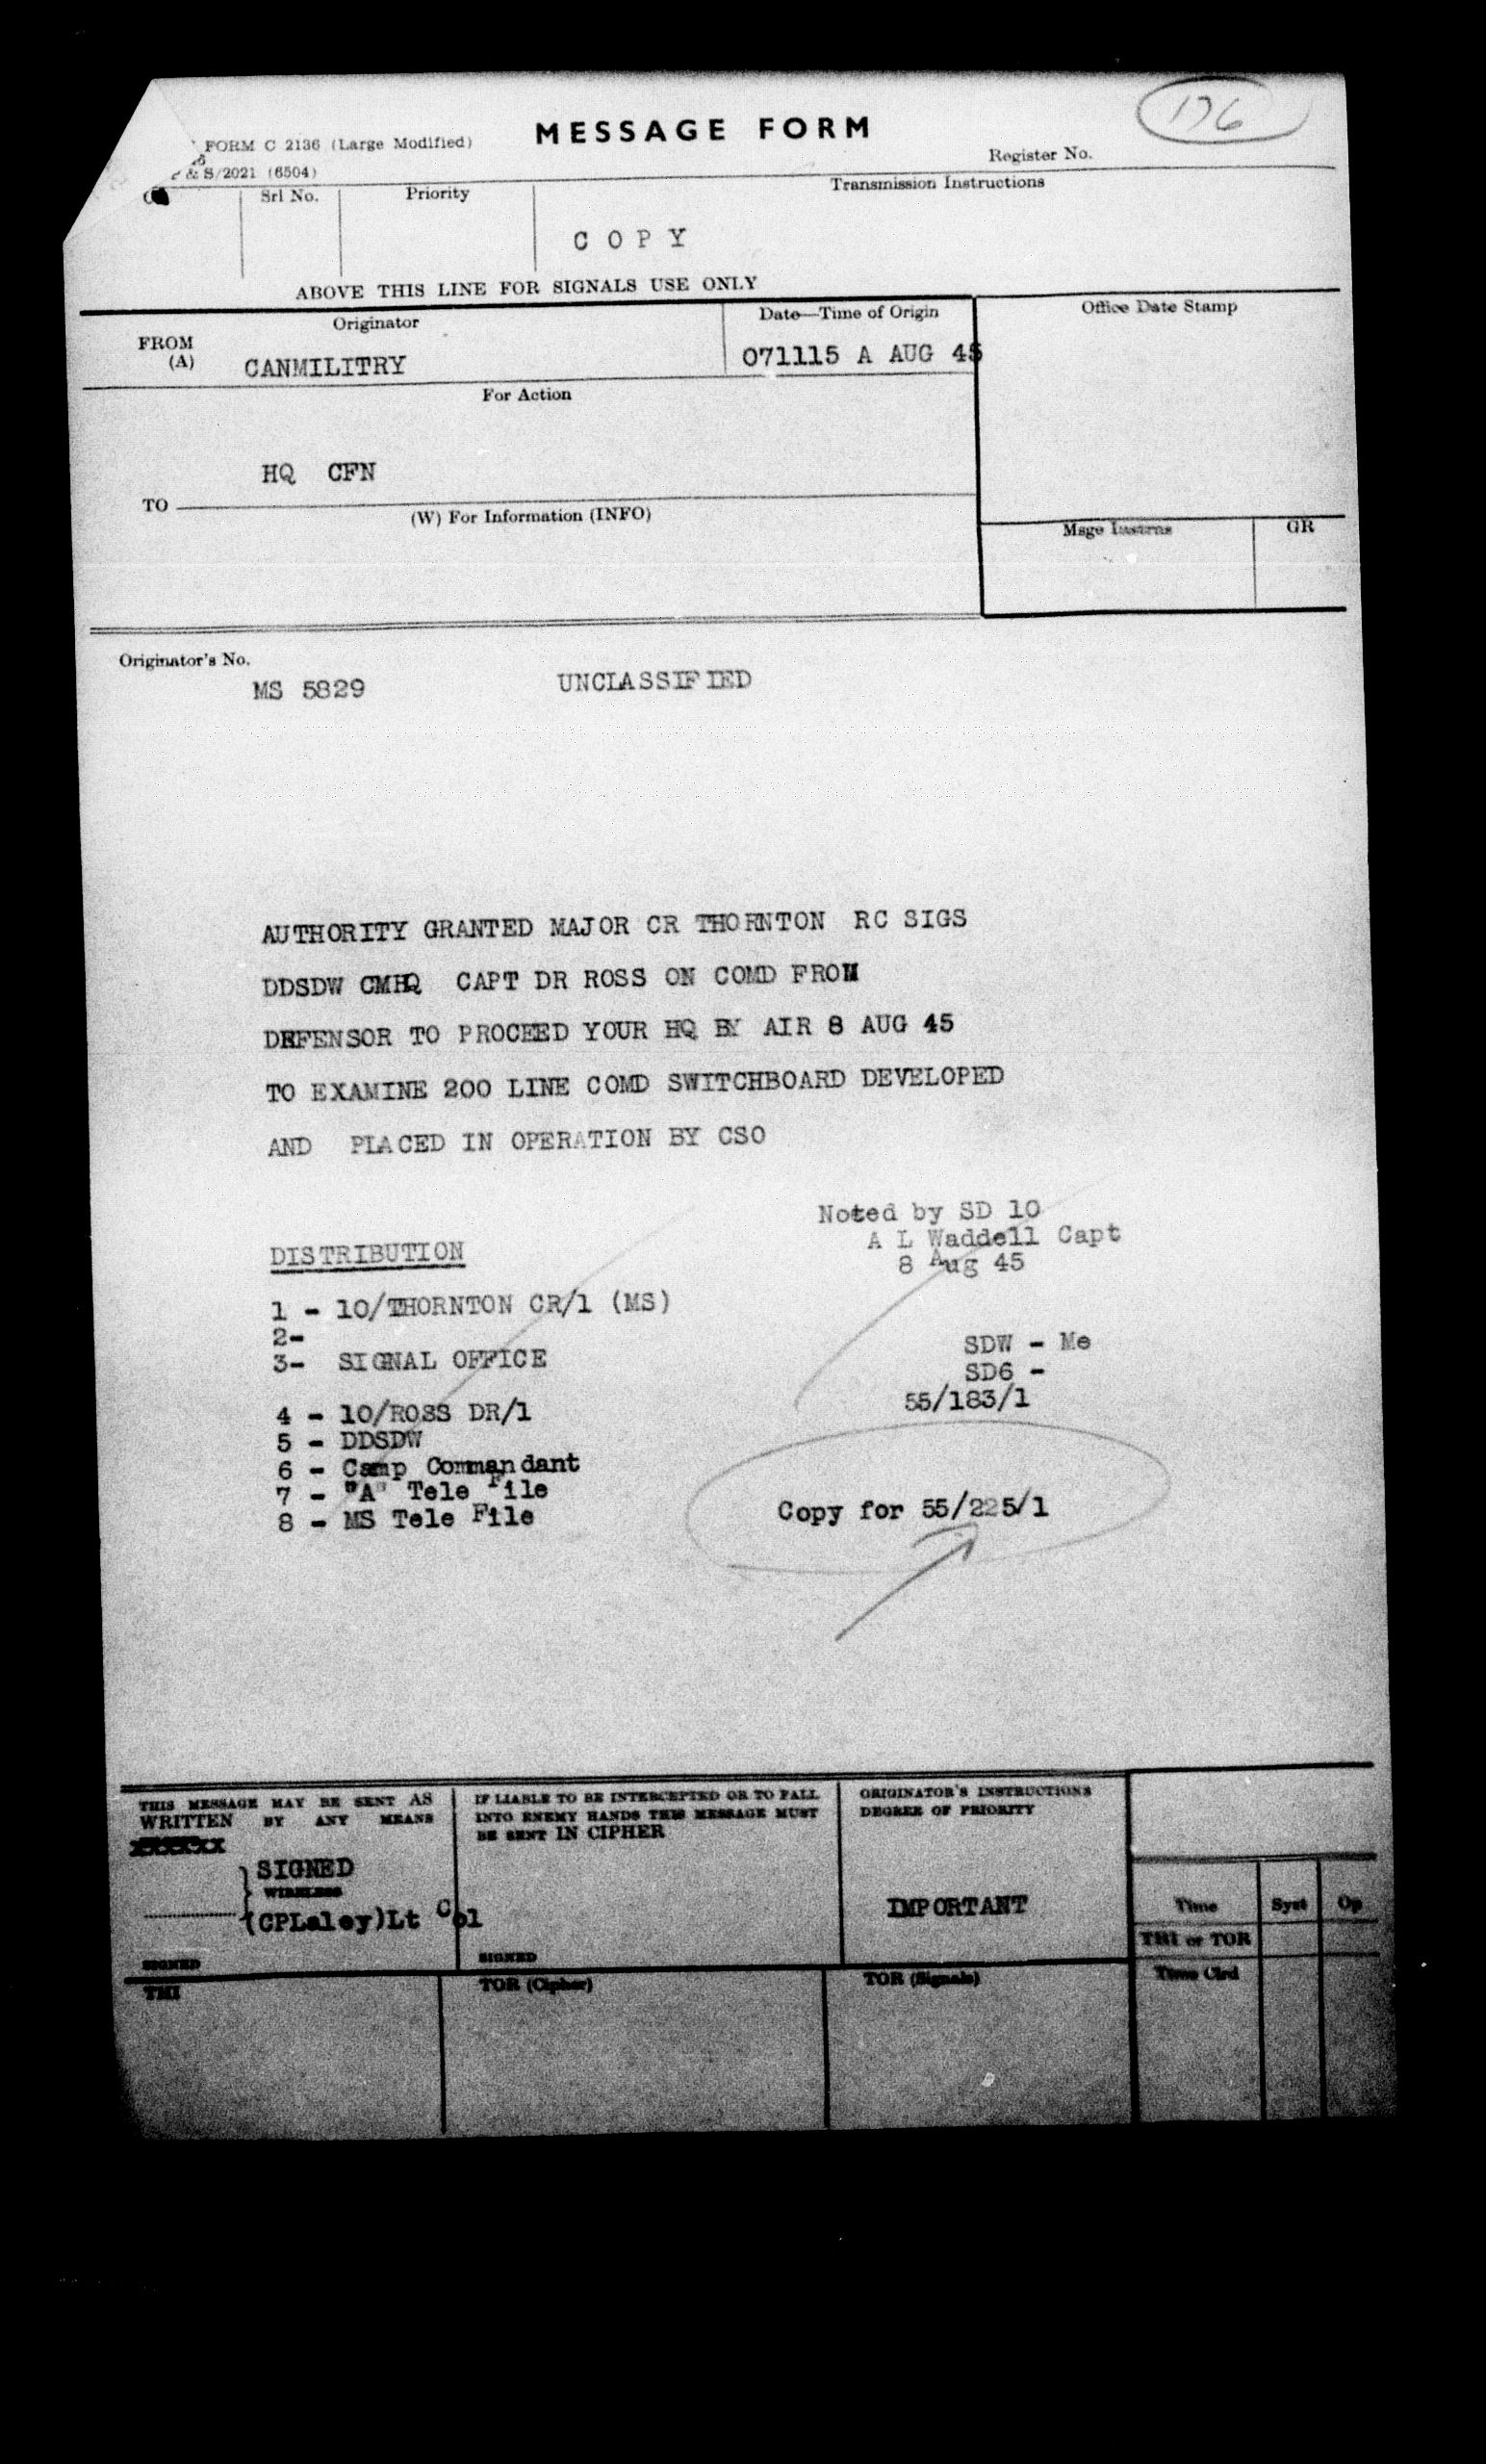 176
FORM C 2136 (Large Modified)
MESSAGE FORM
Register No.
& S/2021 (6504)
Srl No.
Priority
Transmission Instructions
C O P Y
ABOVE THIS LINE FOR SIGNALS USE ONLY
Originator
Date—Time of Origin
Office Date Stamp
FROM
(A)
CANMILITRY
071115 A AUG 45
For Action
HQ CFN
TO
(W) For Information (INFO)
Msge Instrns
GR
Originator's No.
MS 5829
UNCLASSIFIED
AUTHORITY GRANTED MAJOR CR THORNTON RC SIGS
DDSDW CMHQ CAPT DR ROSS ON COMD FROM
DEFENSOR TO PROCEED YOUR HQ BY AIR 8 AUG 45
TO EXAMINE 200 LINE COMD SWITCHBOARD DEVELOPED
AND PLACED IN OPERATION BY CSO
Noted by SD 10
A L Waddell Capt
8 Aug 45
DISTRIBUTION
1 - 10/THORNTON CR/1 (MS)
2-
3- SIGNAL OFFICE
4 - 10/ROSS DR/1
5 - DDSDW
6 - Camp Commandant
7 - "A" Tele File
8 - MS Tele File
SDW - Me
SD6 -
55/183/1
Copy for 55/225/1
THIS MESSAGE MAY BE SENT AS
WRITTEN BY ANY MEANS
XXXXXX
SIGNED
WIRELESS
(CPLaley)Lt Col
SIGNED
IF LIABLE TO BE INTERCEPTED OR TO FALL
INTO ENEMY HANDS THIS MESSAGE MUST
BE SENT IN CIPHER
SIGNED
ORIGINATOR'S INSTRUCTIONS
DEGREE OF PRIORITY
IMPORTANT
Time
Syst
Op
THI or TOR
Time Clrd
THI
TOR (Cipher)
TOR (Signals)